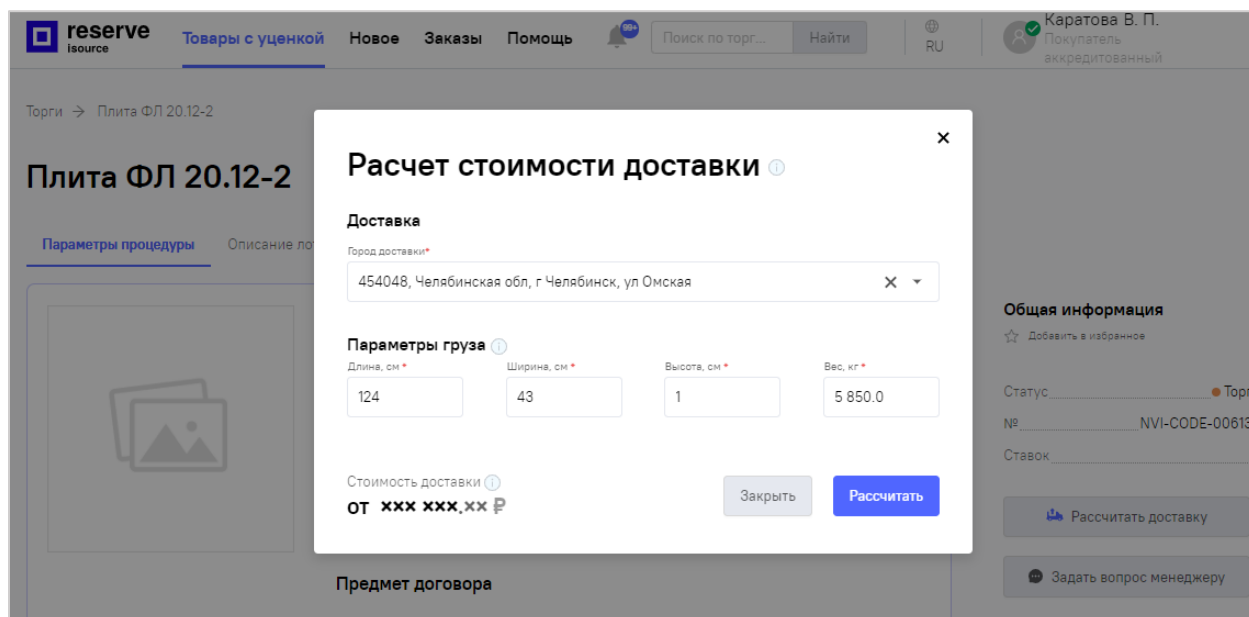 reserve
isource
Товары с уценкой
Новое
Заказы
Помощь
99+
Поиск по торг...
Найти
RU
Каратова В. П.
Покупатель
аккредитованный
Торги → Плита ФЛ 20.12-2
Плита ФЛ 20.12-2
Параметры процедуры
Описание ло
Расчет стоимости доставки
Доставка
Город доставки*
454048, Челябинская обл, г Челябинск, ул Омская
Параметры груза
Длина, см * Ширина, см * Высота, см * Вес, кг *
124 43 1 5 850.0
Стоимость доставки
от ××× ×××.×× ₽
Закрыть
Рассчитать
Общая информация
Добавить в избранное
Статус Торг
№ NVI-CODE-00613
Ставок
Рассчитать доставку
Задать вопрос менеджеру
Предмет договора